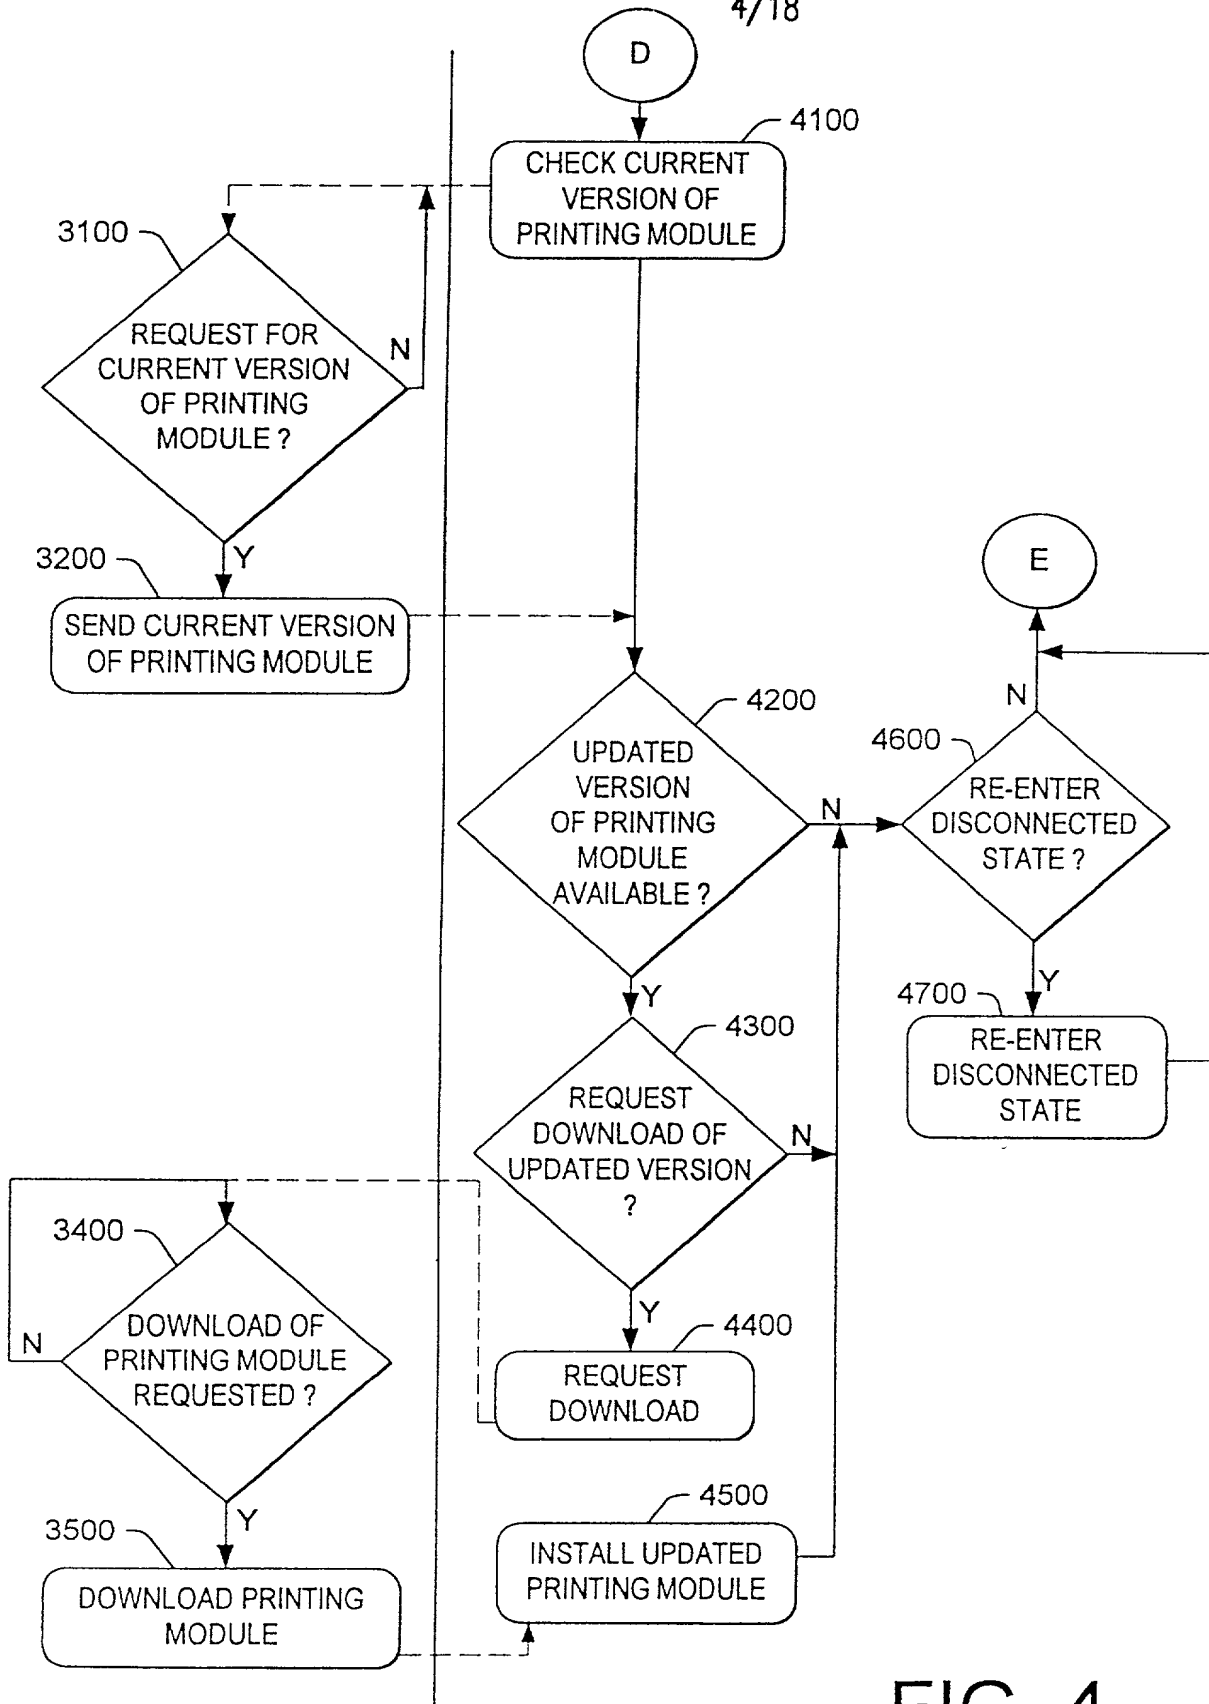 4/18
D
4100
CHECK CURRENT
VERSION OF
PRINTING MODULE
3100
REQUEST FOR
CURRENT VERSION
OF PRINTING
MODULE ?
N
Y
3200
SEND CURRENT VERSION
OF PRINTING MODULE
E
4200
UPDATED
VERSION
OF PRINTING
MODULE
AVAILABLE ?
N
Y
N
4600
RE-ENTER
DISCONNECTED
STATE ?
Y
4700
RE-ENTER
DISCONNECTED
STATE
4300
REQUEST
DOWNLOAD OF
UPDATED VERSION
?
N
Y
4400
REQUEST
DOWNLOAD
3400
DOWNLOAD OF
PRINTING MODULE
REQUESTED ?
N
Y
3500
DOWNLOAD PRINTING
MODULE
4500
INSTALL UPDATED
PRINTING MODULE
FIG. 4